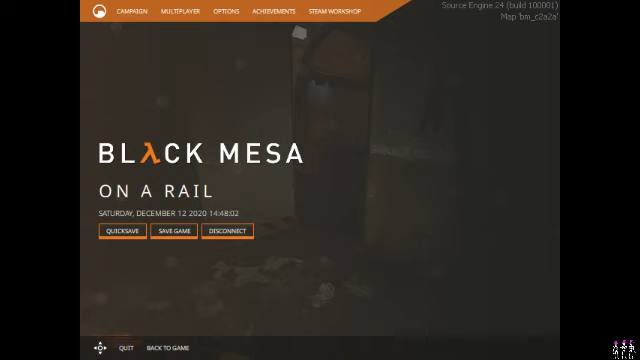 CAMPAIGN MULTIPLAYER OPTIONS ACHIEVEMENTS STEAM WORKSHOP
Source Engine 24 (build 100001)
Map 'bm_c2a2a'
BLλCK MESA
ON A RAIL
SATURDAY, DECEMBER 12 2020 14:48:02
QUICKSAVE SAVE GAME DISCONNECT
QUIT BACK TO GAME